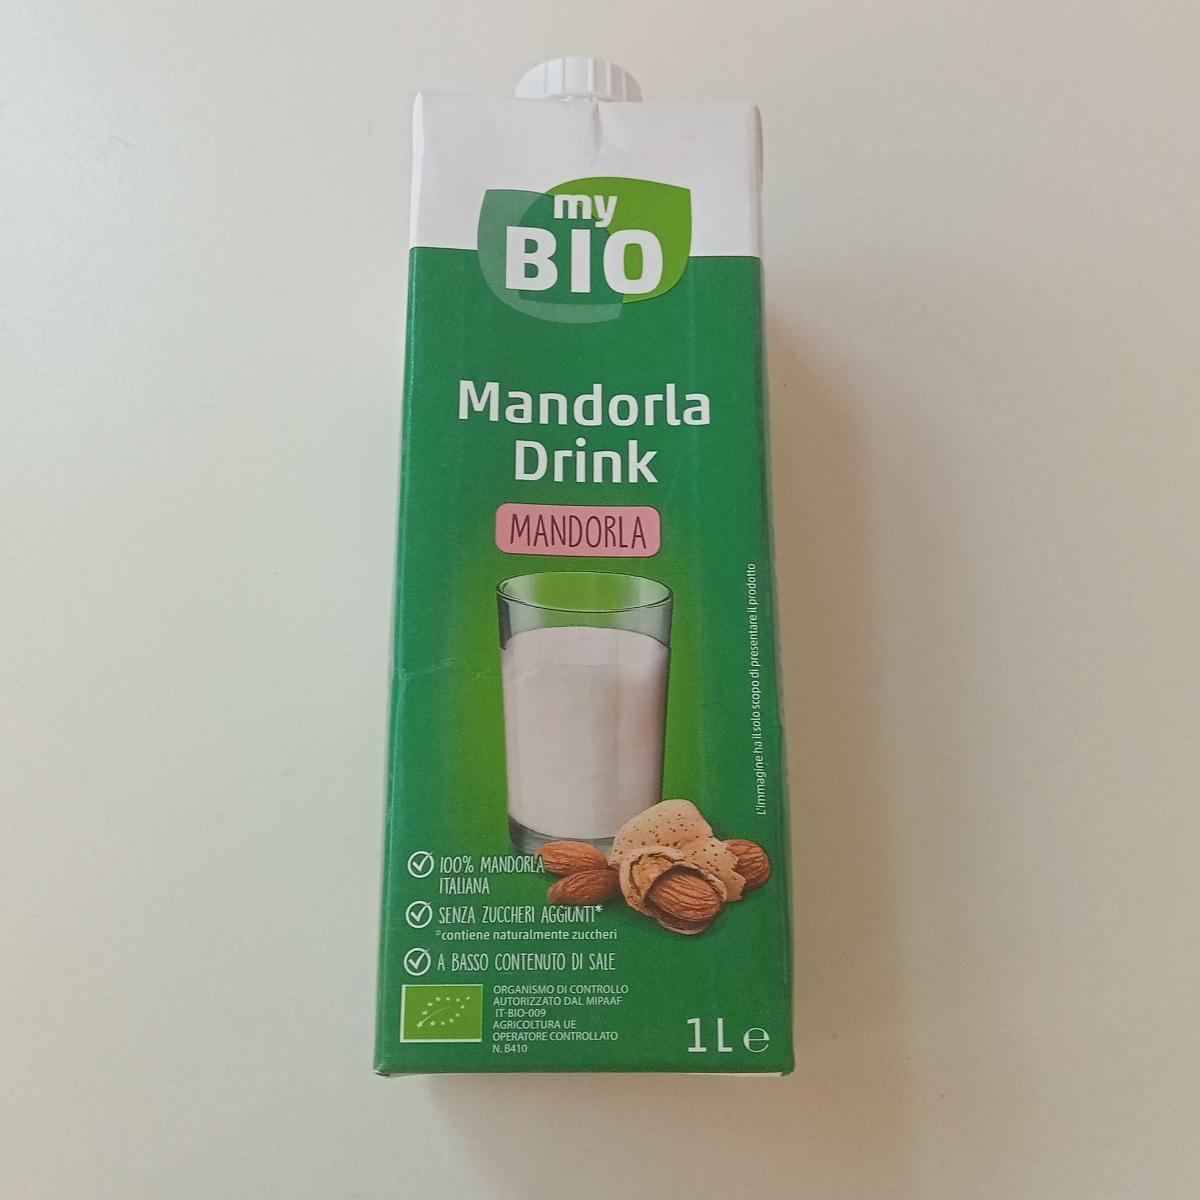 my
BIO
Mandorla
Drink
MANDORLA
L'immagine ha il solo scopo di presentare il prodotto
100% MANDORLA
ITALIANA
SENZA ZUCCHERI AGGIUNTI*
*contiene naturalmente zuccheri
A BASSO CONTENUTO DI SALE
ORGANISMO DI CONTROLLO
AUTORIZZATO DAL MIPAAF
IT-BIO-009
AGRICOLTURA UE
OPERATORE CONTROLLATO
N. B410
1 L e